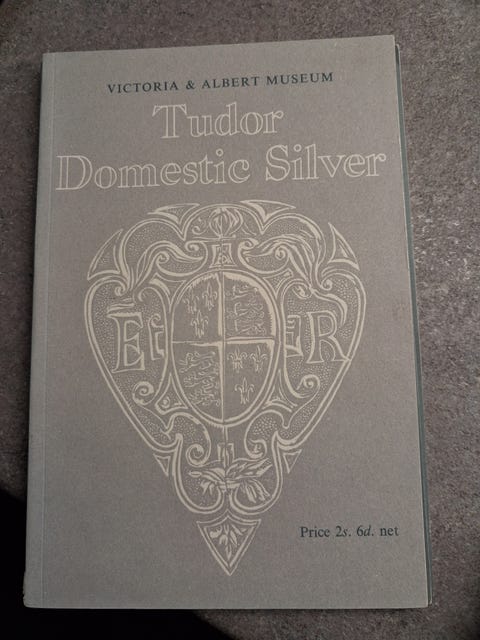 VICTORIA & ALBERT MUSEUM
Tudor
Domestic Silver
E R
Price 2s. 6d. net